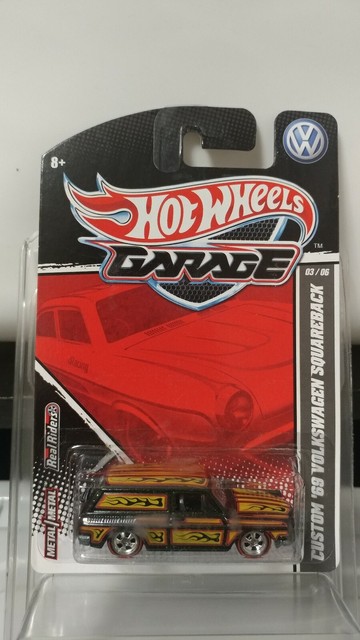 8+
HOT WHEELS
™
GARAGE
03/06
CUSTOM '69 VOLKSWAGEN SQUAREBACK
Real Riders
METAL/METAL